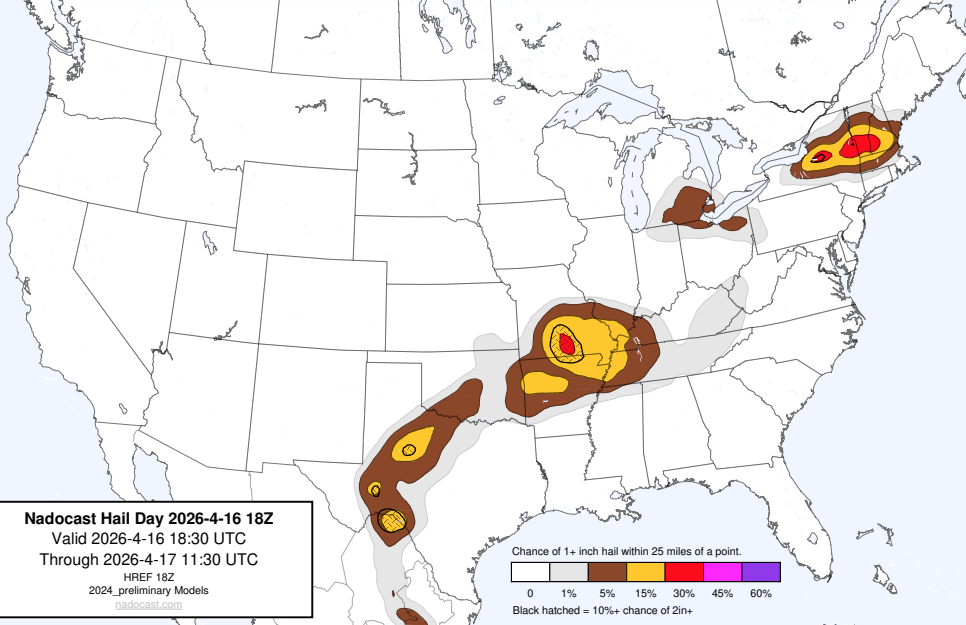 Nadocast Hail Day 2026-4-16 18Z
Valid 2026-4-16 18:30 UTC
Through 2026-4-17 11:30 UTC
HREF 18Z
2024_preliminary Models
nadocast.com
Chance of 1+ inch hail within 25 miles of a point.
0 1% 5% 15% 30% 45% 60%
Black hatched = 10%+ chance of 2in+